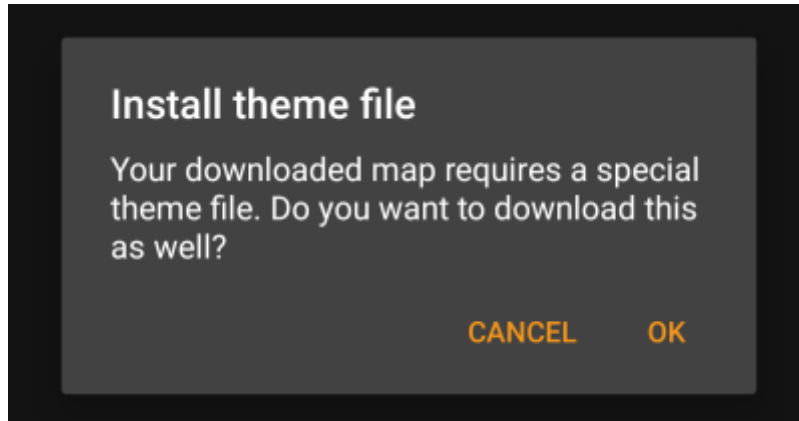 Install theme file
Your downloaded map requires a special
theme file. Do you want to download this
as well?
CANCEL OK